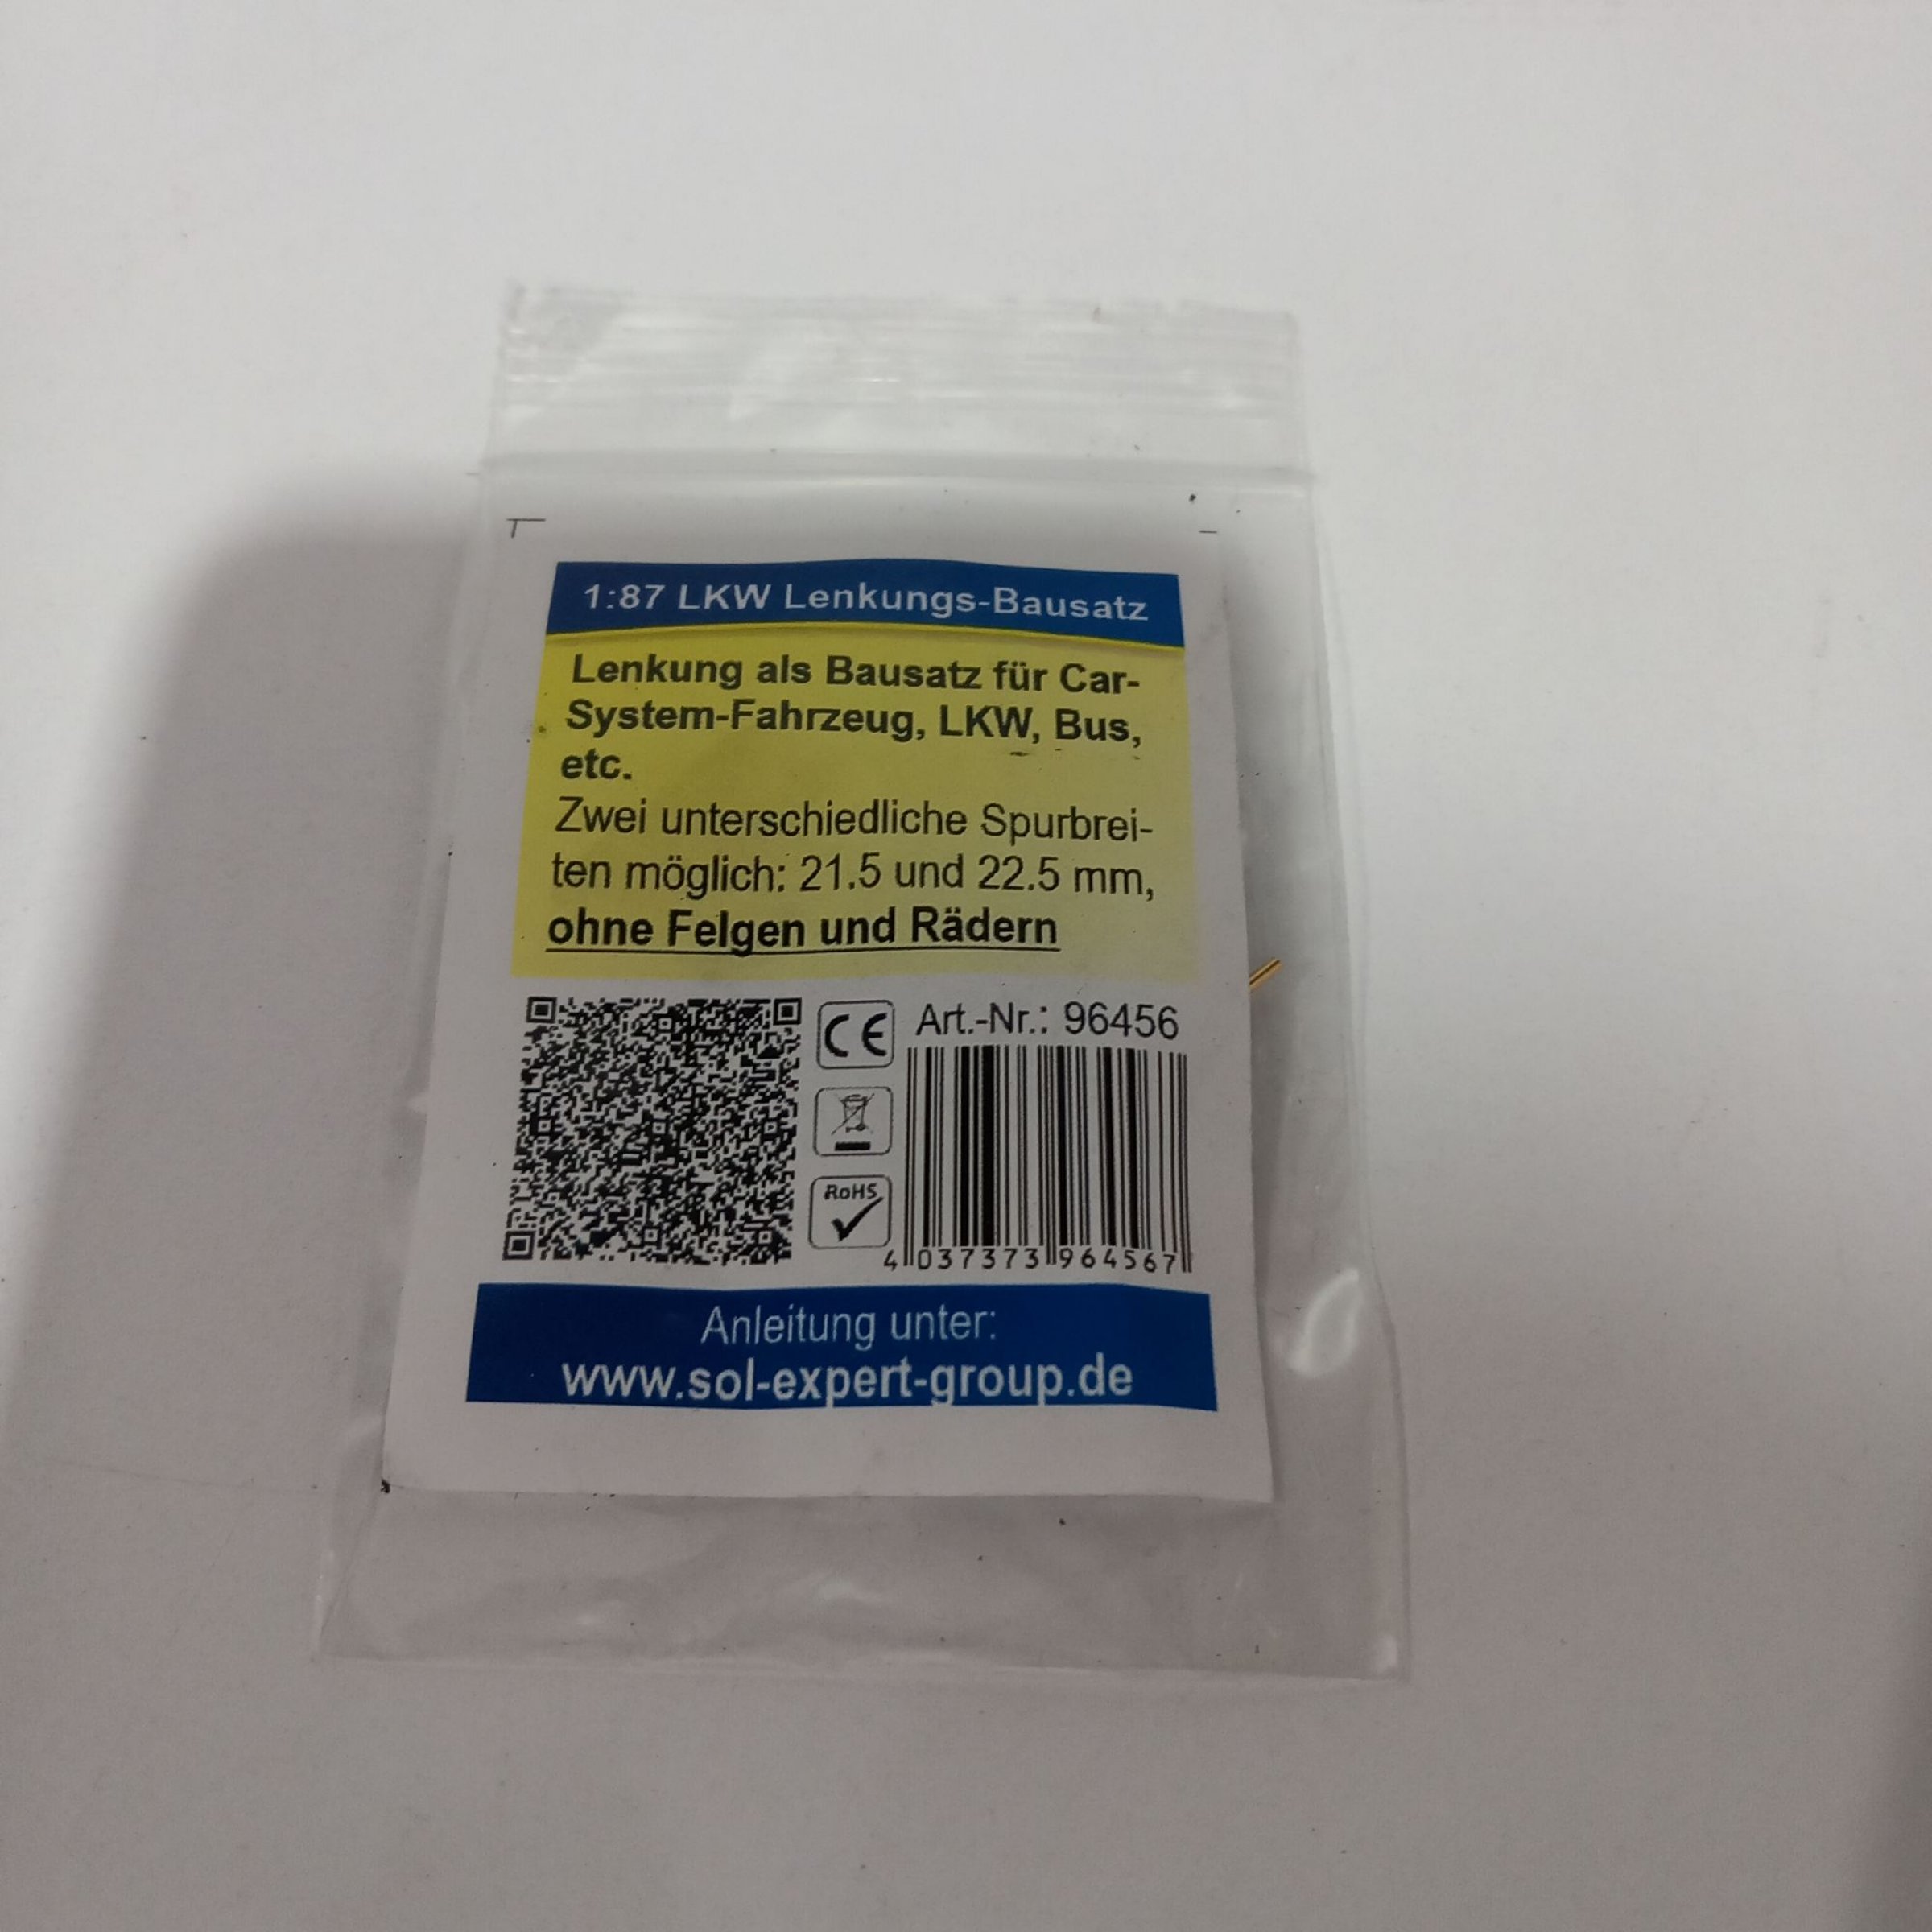 1:87 LKW Lenkungs-Bausatz
Lenkung als Bausatz für Car-
System-Fahrzeug, LKW, Bus,
etc.
Zwei unterschiedliche Spurbrei-
ten möglich: 21.5 und 22.5 mm,
ohne Felgen und Rädern
CE
Art.-Nr.: 96456
RoHS
4 037373 964567
Anleitung unter:
www.sol-expert-group.de